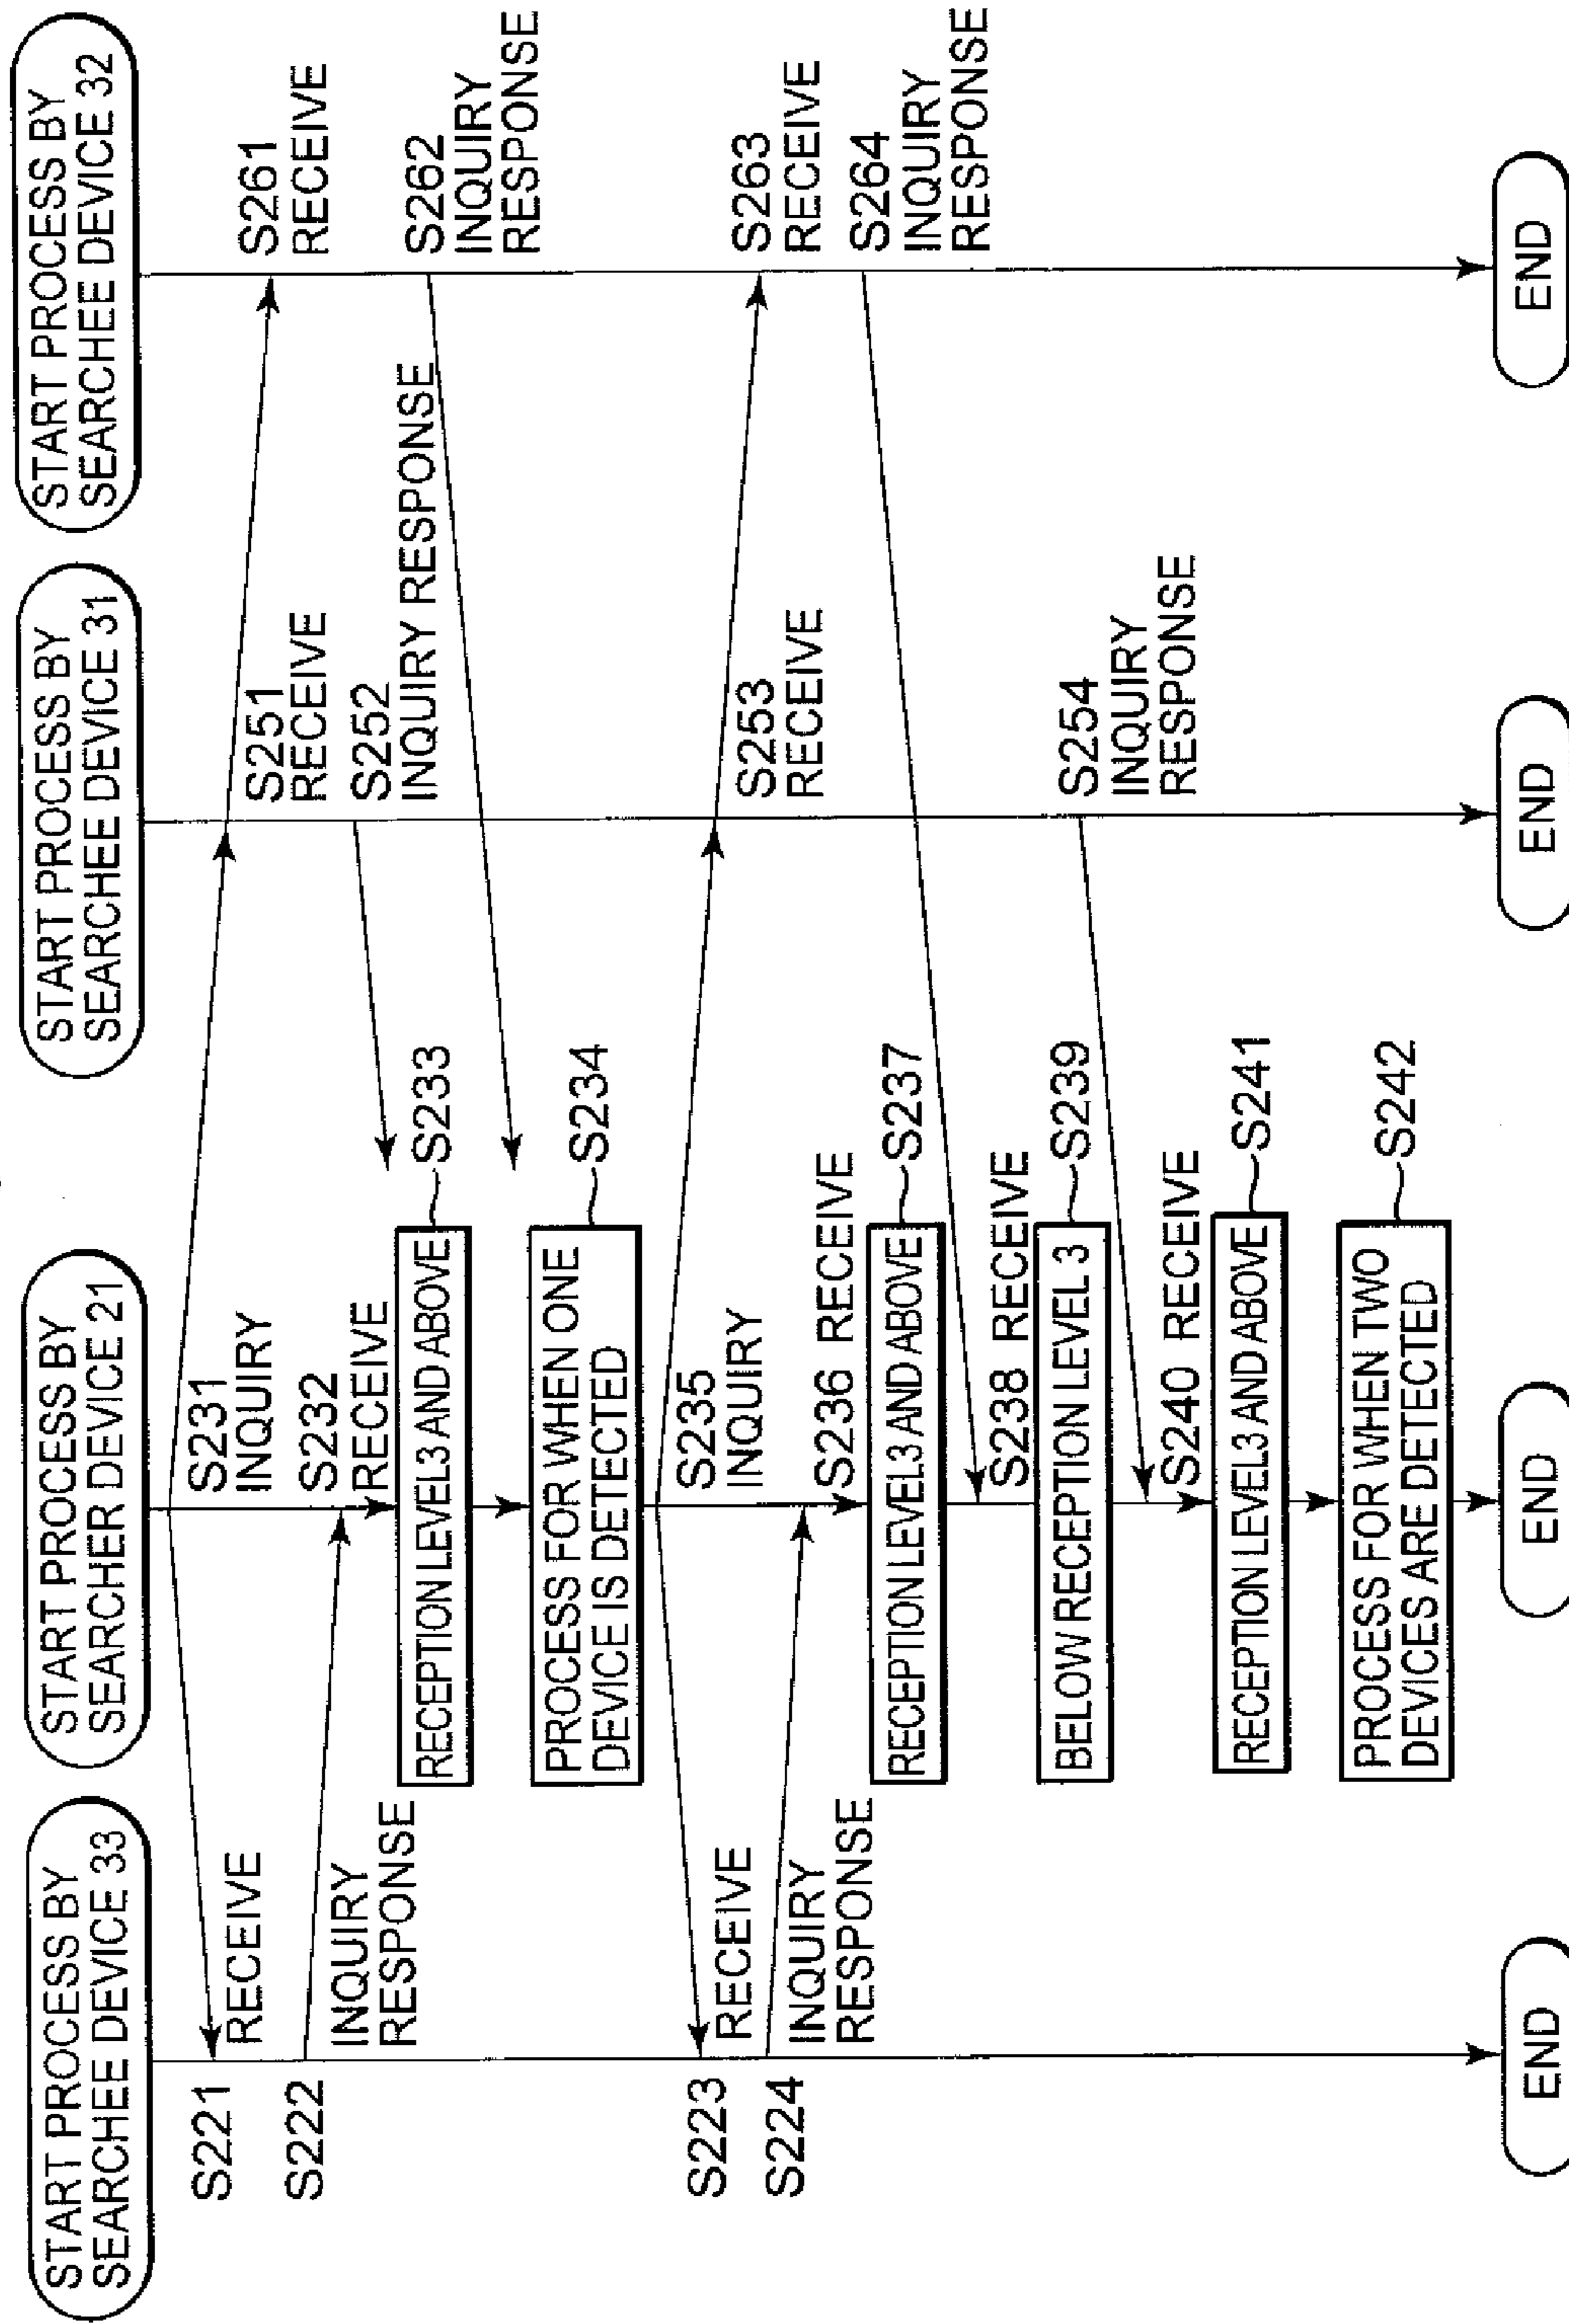 START PROCESS BY
SEARCHEE DEVICE 33
START PROCESS BY
SEARCHER DEVICE 21
START PROCESS BY
SEARCHEE DEVICE 31
START PROCESS BY
SEARCHEE DEVICE 32
S221
RECEIVE
S222
INQUIRY
RESPONSE
S223
RECEIVE
S224
INQUIRY
RESPONSE
END
S231
INQUIRY
S232
RECEIVE
RECEPTION LEVEL3 AND ABOVE
S233
PROCESS FOR WHEN ONE
DEVICE IS DETECTED
S234
S235
INQUIRY
S236 RECEIVE
RECEPTION LEVEL3 AND ABOVE
S237
S238 RECEIVE
BELOW RECEPTION LEVEL 3
S239
S240 RECEIVE
RECEPTION LEVEL3 AND ABOVE
S241
PROCESS FOR WHEN TWO
DEVICES ARE DETECTED
S242
END
S251
RECEIVE
S252
INQUIRY RESPONSE
S253
RECEIVE
S254
INQUIRY
RESPONSE
END
S261
RECEIVE
S262
INQUIRY
RESPONSE
S263
RECEIVE
S264
INQUIRY
RESPONSE
END